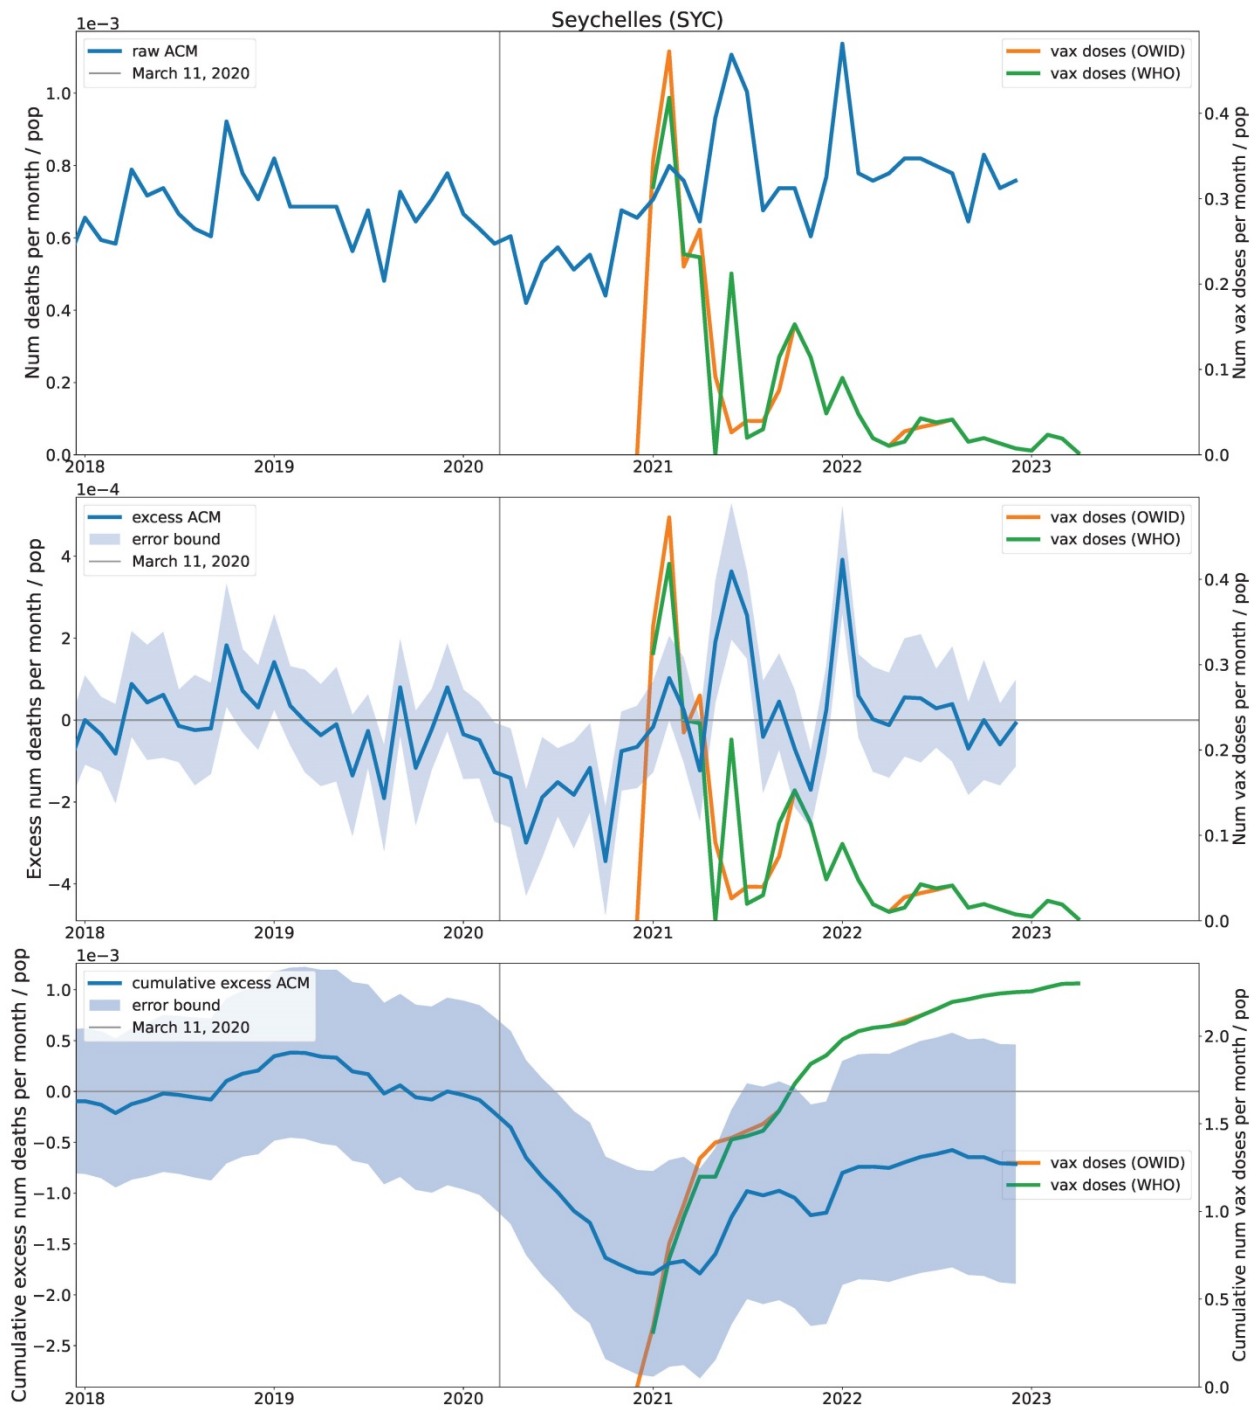 Seychelles (SYC)
1e−3
raw ACM
March 11, 2020
vax doses (OWID)
vax doses (WHO)
Num deaths per month / pop
1.0
0.8
0.6
0.4
0.2
0.0
Num vax doses per month / pop
0.4
0.3
0.2
0.1
0.0
2018 2019 2020 2021 2022 2023
1e−4
excess ACM
error bound
March 11, 2020
vax doses (OWID)
vax doses (WHO)
Excess num deaths per month / pop
4
2
0
−2
−4
Num vax doses per month / pop
0.4
0.3
0.2
0.1
0.0
2018 2019 2020 2021 2022 2023
1e−3
cumulative excess ACM
error bound
March 11, 2020
vax doses (OWID)
vax doses (WHO)
Cumulative excess num deaths per month / pop
1.0
0.5
0.0
−0.5
−1.0
−1.5
−2.0
−2.5
Cumulative num vax doses per month / pop
2.0
1.5
1.0
0.5
0.0
2018 2019 2020 2021 2022 2023